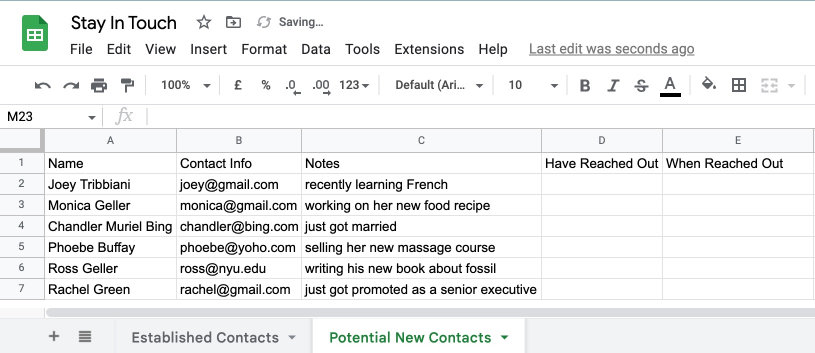 Stay In Touch Saving...
File Edit View Insert Format Data Tools Extensions Help Last edit was seconds ago
100% £ % .0 .00 123 Default (Ari... 10 B I S A
M23 fx
A B C D E
1 Name Contact Info Notes Have Reached Out When Reached Out
2 Joey Tribbiani joey@gmail.com recently learning French
3 Monica Geller monica@gmail.com working on her new food recipe
4 Chandler Muriel Bing chandler@bing.com just got married
5 Phoebe Buffay phoebe@yoho.com selling her new massage course
6 Ross Geller ross@nyu.edu writing his new book about fossil
7 Rachel Green rachel@gmail.com just got promoted as a senior executive
Established Contacts Potential New Contacts